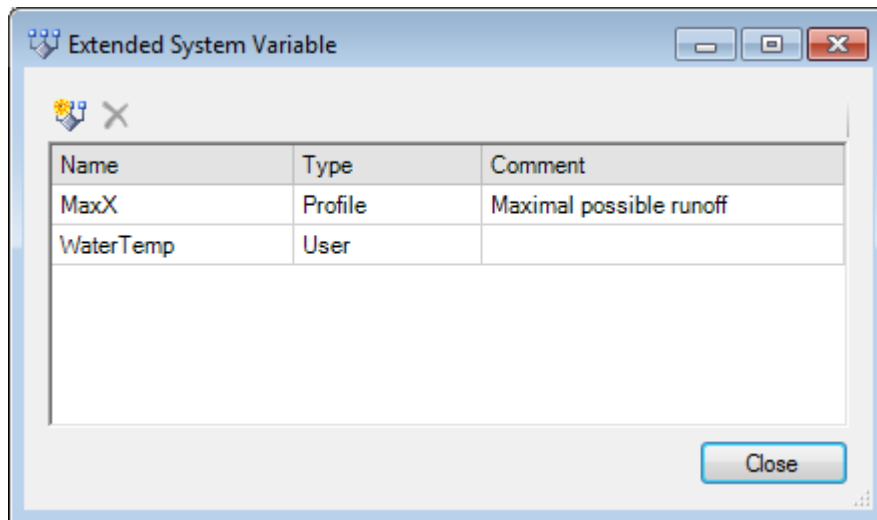 Extended System Variable
Name Type Comment
MaxX Profile Maximal possible runoff
WaterTemp User
Close